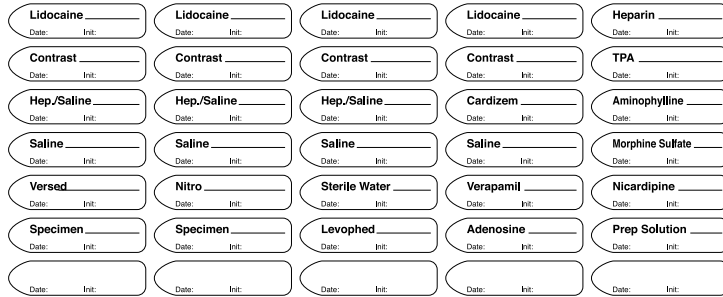 Lidocaine Lidocaine Lidocaine Lidocaine Heparin
Date: Init: Date: Init: Date: Init: Date: Init: Date: Init:
Contrast Contrast Contrast Contrast TPA
Date: Init: Date: Init: Date: Init: Date: Init: Date: Init:
Hep./Saline Hep./Saline Hep./Saline Cardizem Aminophylline
Date: Init: Date: Init: Date: Init: Date: Init: Date: Init:
Saline Saline Saline Saline Morphine Sulfate
Date: Init: Date: Init: Date: Init: Date: Init: Date: Init:
Versed Nitro Sterile Water Verapamil Nicardipine
Date: Init: Date: Init: Date: Init: Date: Init: Date: Init:
Specimen Specimen Levophed Adenosine Prep Solution
Date: Init: Date: Init: Date: Init: Date: Init: Date: Init:
Date: Init: Date: Init: Date: Init: Date: Init: Date: Init: